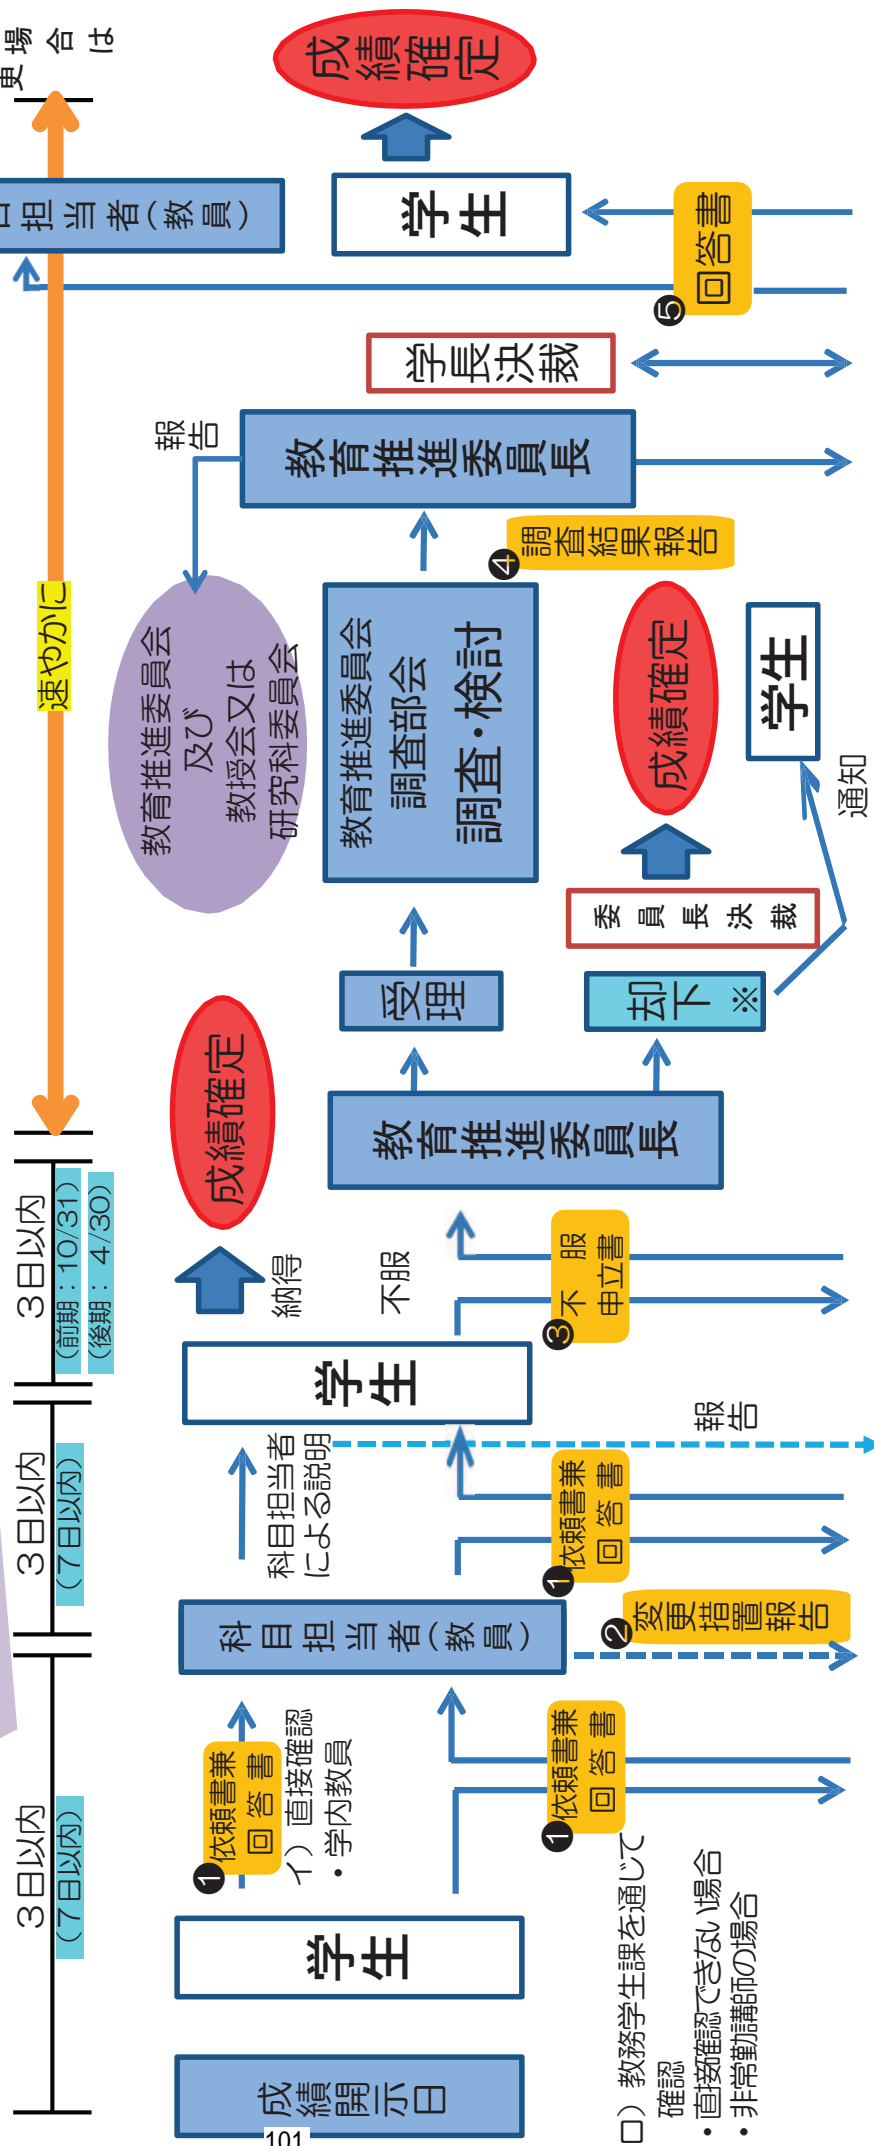 成績開示日
3日以内
(7日以内)
学生
❶
依頼書兼
回答書
イ）直接確認
・学内教員
❶
依頼書兼
回答書
ロ）教務学生課を通じて
確認
・直接確認できない場合
・非常勤講師の場合
科目担当者(教員)
❷
変更措置報告
3日以内
(7日以内)
科目担当者
による説明
❶
依頼書兼
回答書
報告
学生
3日以内
(前期：10/31)
(後期： 4/30)
納得
成績確定
不服
❸
不 服
申立書
教育推進委員長
受理
却下※
委員長決裁
成績確定
通知
学生
速やかに
教育推進委員会
調査部会
調査・検討
❹
調査結果報告
教育推進委員会
及び
教授会又は
研究科委員会
報告
教育推進委員長
学長決裁
❺
回答書
目担当者(教員)
学生
成績確定
更
場合は
101